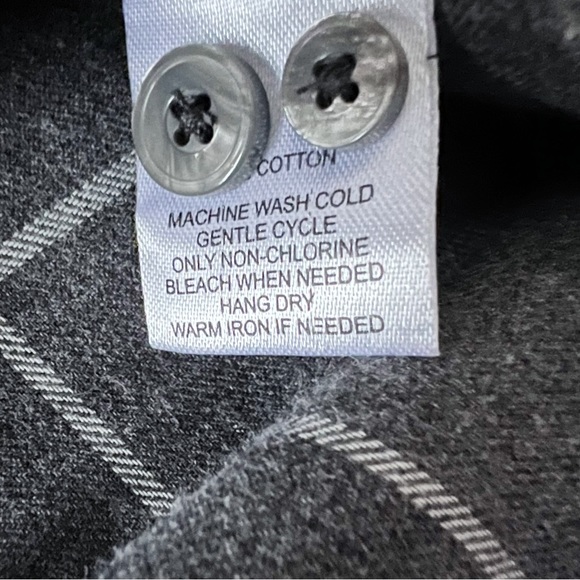 COTTON
MACHINE WASH COLD
GENTLE CYCLE
ONLY NON-CHLORINE
BLEACH WHEN NEEDED
HANG DRY
WARM IRON IF NEEDED